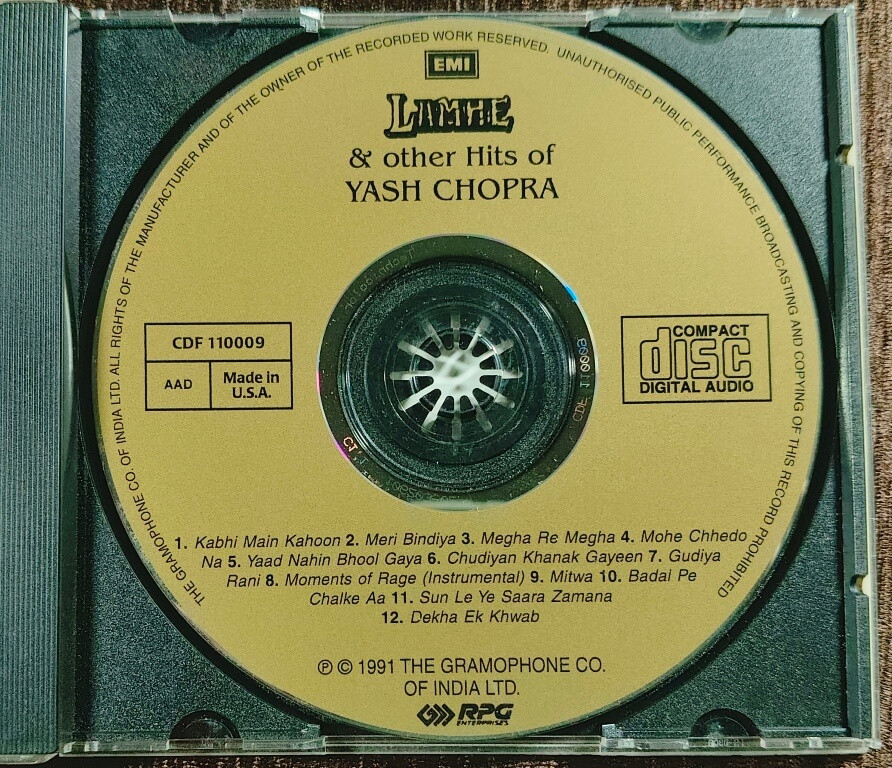 THE GRAMOPHONE CO. OF INDIA LTD. ALL RIGHTS OF THE MANUFACTURER AND OF THE OWNER OF THE RECORDED WORK RESERVED. UNAUTHORISED PUBLIC PERFORMANCE BROADCASTING AND COPYING OF THIS RECORD PROHIBITED
EMI
LAMHE
& other Hits of
YASH CHOPRA
CDF 110009
AAD
Made in
U.S.A.
COMPACT
disc
DIGITAL AUDIO
1. Kabhi Main Kahoon 2. Meri Bindiya 3. Megha Re Megha 4. Mohe Chhedo
Na 5. Yaad Nahin Bhool Gaya 6. Chudiyan Khanak Gayeen 7. Gudiya
Rani 8. Moments of Rage (Instrumental) 9. Mitwa 10. Badai Pe
Chalke Aa 11. Sun Le Ye Saara Zamana
12. Dekha Ek Khwab
℗ © 1991 THE GRAMOPHONE CO.
OF INDIA LTD.
RPG
ENTERPRISES